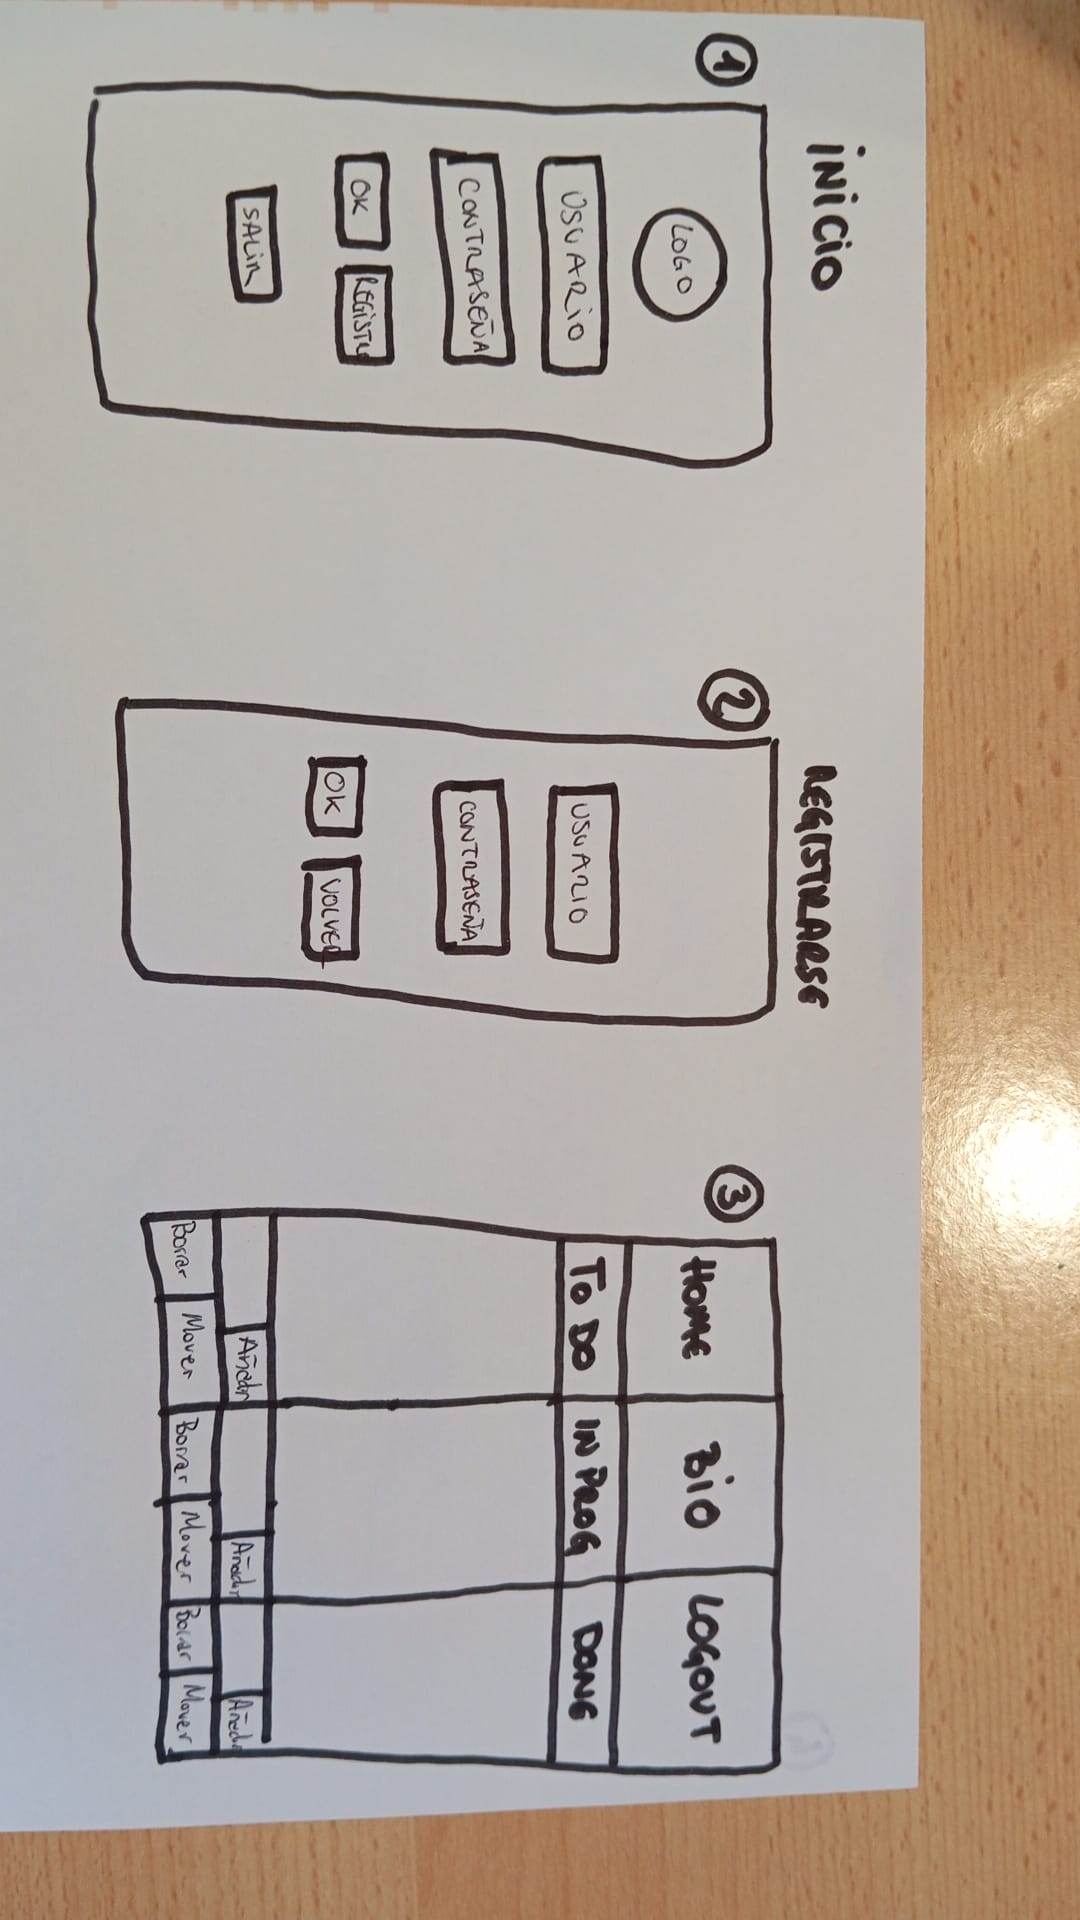 iNiCiO
1
LOGO
USUARiO
CONTRASEÑA
OK
REGISTR
SALiR
REGISTRARSE
2
USUARIO
CONTRASEÑA
OK
VOLVER
3
HOME BiO LOGOUT
TO DO IN PROG DONE
Añadir Añadir Añadir
Borrar Mover Borrar Mover Borrar Mover